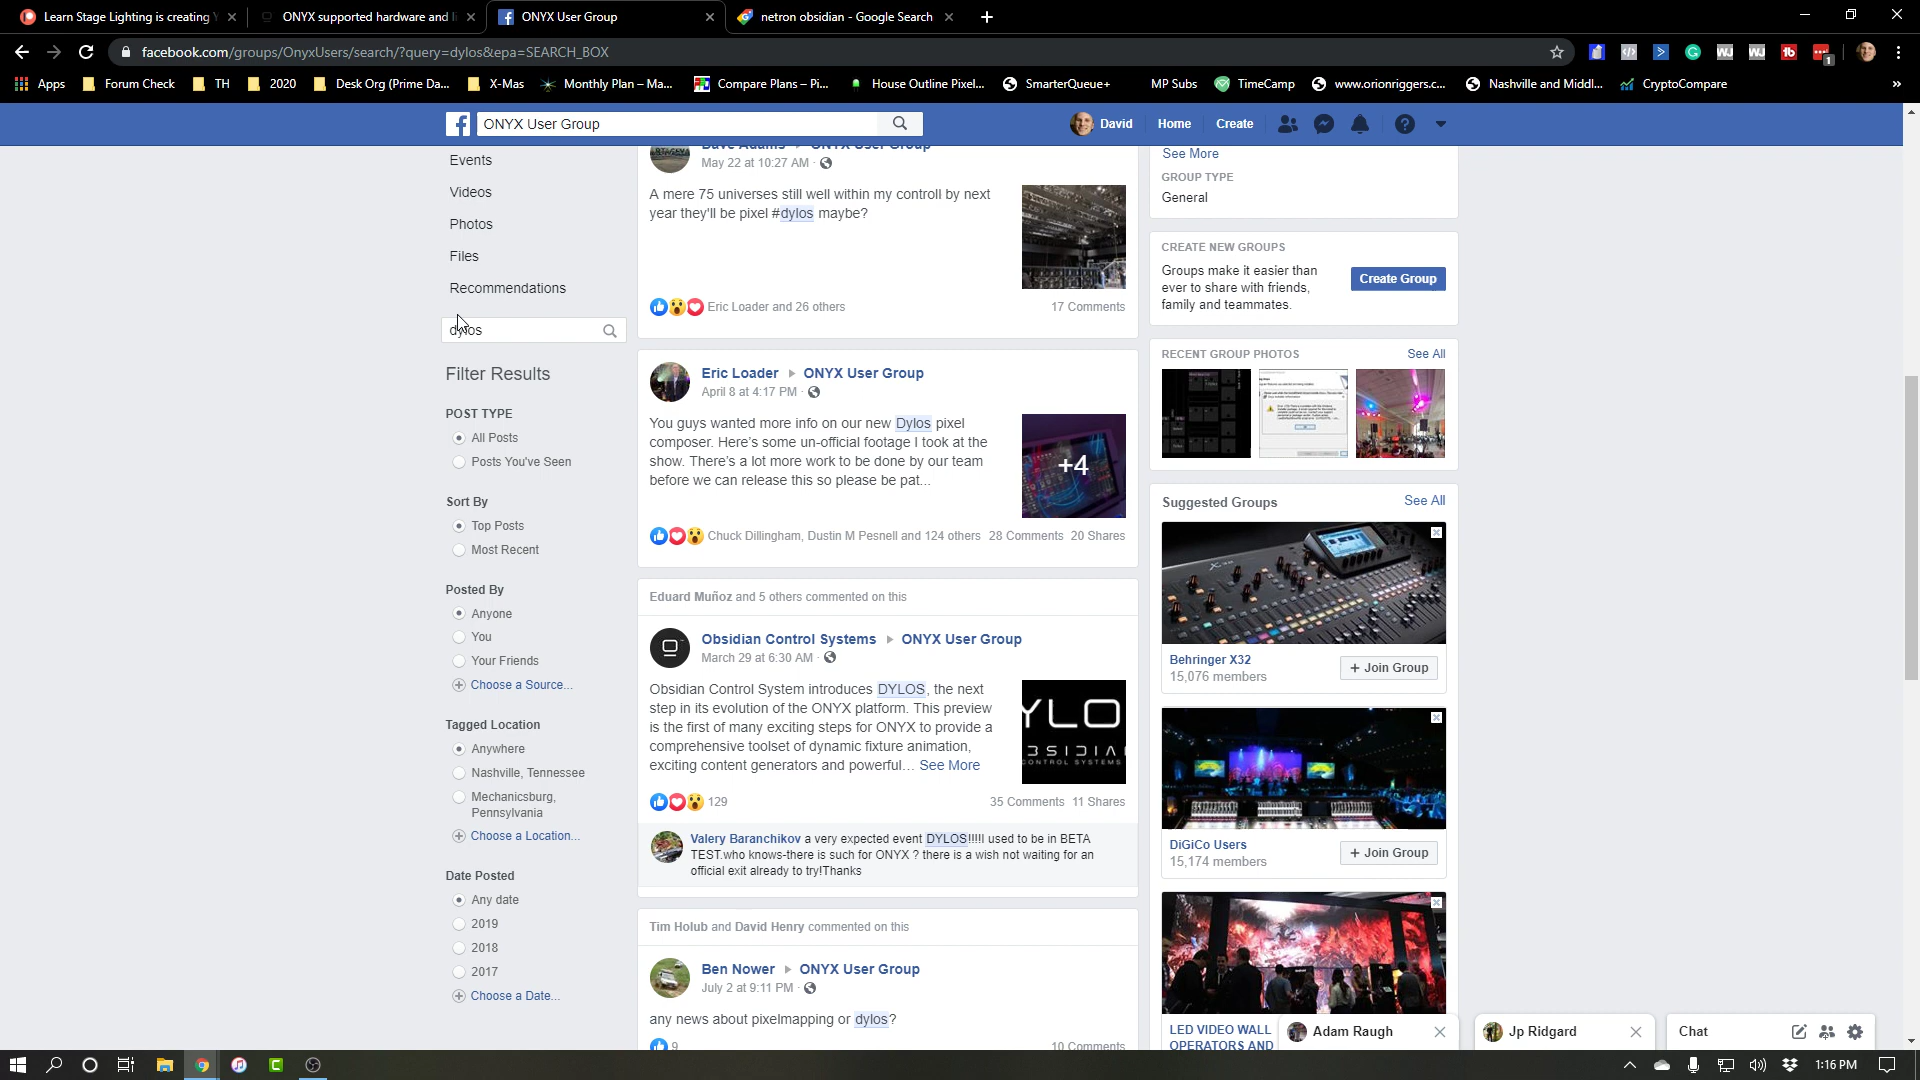 Learn Stage Lighting is creating
ONYX supported hardware and li
ONYX User Group
netron obsidian - Google Search
facebook.com/groups/OnyxUsers/search/?query=dylos&epa=SEARCH_BOX
Apps
Forum Check
TH
2020
Desk Org (Prime Da...
X-Mas
Monthly Plan – Ma...
Compare Plans – Pi...
House Outline Pixel...
SmarterQueue+
MP Subs
TimeCamp
www.orionriggers.c...
Nashville and Middl...
CryptoCompare
ONYX User Group
David
Home
Create
Events
Videos
Photos
Files
Recommendations
dylos
Filter Results
POST TYPE
All Posts
Posts You've Seen
Sort By
Top Posts
Most Recent
Posted By
Anyone
You
Your Friends
Choose a Source...
Tagged Location
Anywhere
Nashville, Tennessee
Mechanicsburg,
Pennsylvania
Choose a Location...
Date Posted
Any date
2019
2018
2017
Choose a Date...
Dave Adams ONYX User Group
May 22 at 10:27 AM ·
A mere 75 universes still well within my controll by next
year they'll be pixel #dylos maybe?
Eric Loader and 26 others
17 Comments
Eric Loader ONYX User Group
April 8 at 4:17 PM ·
You guys wanted more info on our new Dylos pixel
composer. Here's some un-official footage I took at the
show. There's a lot more work to be done by our team
before we can release this so please be pat...
+4
Chuck Dillingham, Dustin M Pesnell and 124 others 28 Comments 20 Shares
Eduard Muñoz and 5 others commented on this
Obsidian Control Systems ONYX User Group
March 29 at 6:30 AM ·
Obsidian Control System introduces DYLOS, the next
step in its evolution of the ONYX platform. This preview
is the first of many exciting steps for ONYX to provide a
comprehensive toolset of dynamic fixture animation,
exciting content generators and powerful... See More
YLO
BSIDIA
CONTROL SYSTEMS
129
35 Comments 11 Shares
Valery Baranchikov a very expected event DYLOS!!!!I used to be in BETA
TEST.who knows-there is such for ONYX ? there is a wish not waiting for an
official exit already to try!Thanks
Tim Holub and David Henry commented on this
Ben Nower ONYX User Group
July 2 at 9:11 PM ·
any news about pixelmapping or dylos?
9
10 Comments
See More
GROUP TYPE
General
CREATE NEW GROUPS
Groups make it easier than
ever to share with friends,
family and teammates.
Create Group
RECENT GROUP PHOTOS
See All
Suggested Groups
See All
Behringer X32
15,076 members
+ Join Group
DiGiCo Users
15,174 members
+ Join Group
LED VIDEO WALL
OPERATORS AND
Adam Raugh
Jp Ridgard
Chat
1:16 PM